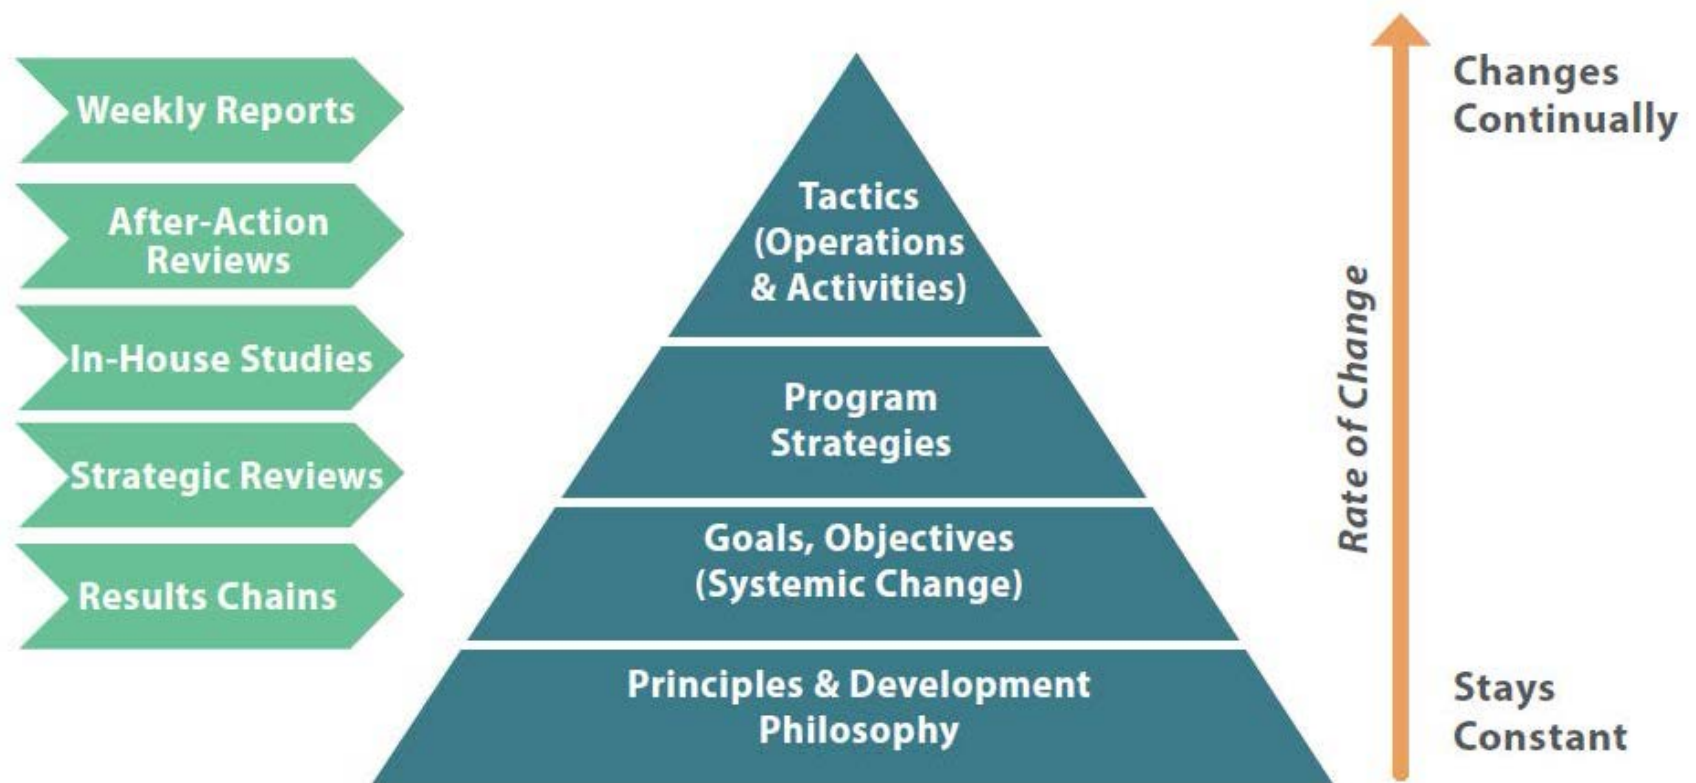 Weekly Reports
After-Action
Reviews
In-House Studies
Strategic Reviews
Results Chains
Tactics
(Operations
& Activities)
Program
Strategies
Goals, Objectives
(Systemic Change)
Principles & Development
Philosophy
Rate of Change
Changes
Continually
Stays
Constant